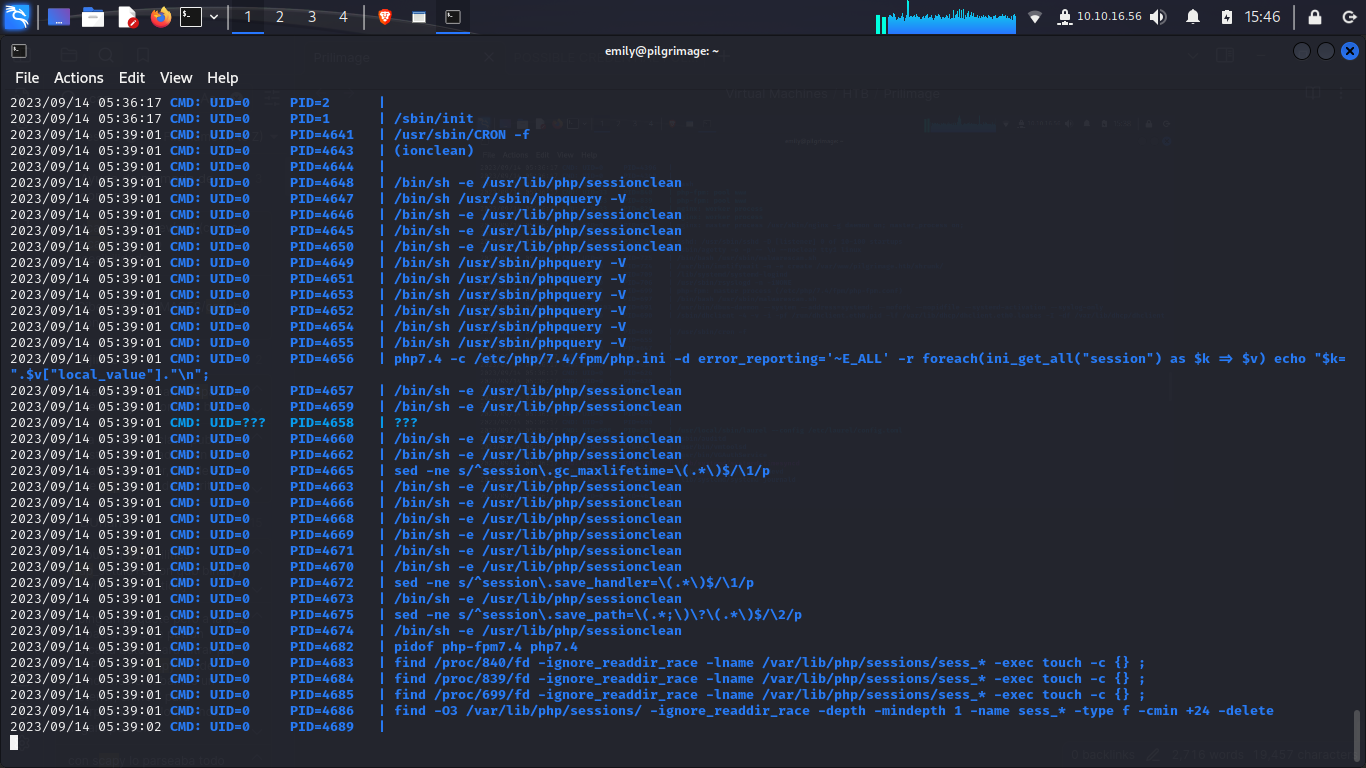 1 2 3 4 10.10.16.56 15:46
emily@pilgrimage: ~
File Actions Edit View Help
2023/09/14 05:36:17 CMD: UID=0 PID=2 |
2023/09/14 05:36:17 CMD: UID=0 PID=1 | /sbin/init
2023/09/14 05:39:01 CMD: UID=0 PID=4641 | /usr/sbin/CRON -f
2023/09/14 05:39:01 CMD: UID=0 PID=4643 | (ionclean)
2023/09/14 05:39:01 CMD: UID=0 PID=4644 |
2023/09/14 05:39:01 CMD: UID=0 PID=4648 | /bin/sh -e /usr/lib/php/sessionclean
2023/09/14 05:39:01 CMD: UID=0 PID=4647 | /bin/sh /usr/sbin/phpquery -V
2023/09/14 05:39:01 CMD: UID=0 PID=4646 | /bin/sh -e /usr/lib/php/sessionclean
2023/09/14 05:39:01 CMD: UID=0 PID=4645 | /bin/sh -e /usr/lib/php/sessionclean
2023/09/14 05:39:01 CMD: UID=0 PID=4650 | /bin/sh -e /usr/lib/php/sessionclean
2023/09/14 05:39:01 CMD: UID=0 PID=4649 | /bin/sh /usr/sbin/phpquery -V
2023/09/14 05:39:01 CMD: UID=0 PID=4651 | /bin/sh /usr/sbin/phpquery -V
2023/09/14 05:39:01 CMD: UID=0 PID=4653 | /bin/sh /usr/sbin/phpquery -V
2023/09/14 05:39:01 CMD: UID=0 PID=4652 | /bin/sh /usr/sbin/phpquery -V
2023/09/14 05:39:01 CMD: UID=0 PID=4654 | /bin/sh /usr/sbin/phpquery -V
2023/09/14 05:39:01 CMD: UID=0 PID=4655 | /bin/sh /usr/sbin/phpquery -V
2023/09/14 05:39:01 CMD: UID=0 PID=4656 | php7.4 -c /etc/php/7.4/fpm/php.ini -d error_reporting='~E_ALL' -r foreach(ini_get_all("session") as $k => $v) echo "$k=
".$v["local_value"]."\n";
2023/09/14 05:39:01 CMD: UID=0 PID=4657 | /bin/sh -e /usr/lib/php/sessionclean
2023/09/14 05:39:01 CMD: UID=0 PID=4659 | /bin/sh -e /usr/lib/php/sessionclean
2023/09/14 05:39:01 CMD: UID=??? PID=4658 | ???
2023/09/14 05:39:01 CMD: UID=0 PID=4660 | /bin/sh -e /usr/lib/php/sessionclean
2023/09/14 05:39:01 CMD: UID=0 PID=4662 | /bin/sh -e /usr/lib/php/sessionclean
2023/09/14 05:39:01 CMD: UID=0 PID=4665 | sed -ne s/^session\.gc_maxlifetime=\(.*\)$/\1/p
2023/09/14 05:39:01 CMD: UID=0 PID=4663 | /bin/sh -e /usr/lib/php/sessionclean
2023/09/14 05:39:01 CMD: UID=0 PID=4666 | /bin/sh -e /usr/lib/php/sessionclean
2023/09/14 05:39:01 CMD: UID=0 PID=4668 | /bin/sh -e /usr/lib/php/sessionclean
2023/09/14 05:39:01 CMD: UID=0 PID=4669 | /bin/sh -e /usr/lib/php/sessionclean
2023/09/14 05:39:01 CMD: UID=0 PID=4671 | /bin/sh -e /usr/lib/php/sessionclean
2023/09/14 05:39:01 CMD: UID=0 PID=4670 | /bin/sh -e /usr/lib/php/sessionclean
2023/09/14 05:39:01 CMD: UID=0 PID=4672 | sed -ne s/^session\.save_handler=\(.*\)$/\1/p
2023/09/14 05:39:01 CMD: UID=0 PID=4673 | /bin/sh -e /usr/lib/php/sessionclean
2023/09/14 05:39:01 CMD: UID=0 PID=4675 | sed -ne s/^session\.save_path=\(.*;\)\?\(.*\)$/\2/p
2023/09/14 05:39:01 CMD: UID=0 PID=4674 | /bin/sh -e /usr/lib/php/sessionclean
2023/09/14 05:39:01 CMD: UID=0 PID=4682 | pidof php-fpm7.4 php7.4
2023/09/14 05:39:01 CMD: UID=0 PID=4683 | find /proc/840/fd -ignore_readdir_race -lname /var/lib/php/sessions/sess_* -exec touch -c {} ;
2023/09/14 05:39:01 CMD: UID=0 PID=4684 | find /proc/839/fd -ignore_readdir_race -lname /var/lib/php/sessions/sess_* -exec touch -c {} ;
2023/09/14 05:39:01 CMD: UID=0 PID=4685 | find /proc/699/fd -ignore_readdir_race -lname /var/lib/php/sessions/sess_* -exec touch -c {} ;
2023/09/14 05:39:01 CMD: UID=0 PID=4686 | find -O3 /var/lib/php/sessions/ -ignore_readdir_race -depth -mindepth 1 -name sess_* -type f -cmin +24 -delete
2023/09/14 05:39:02 CMD: UID=0 PID=4689 |